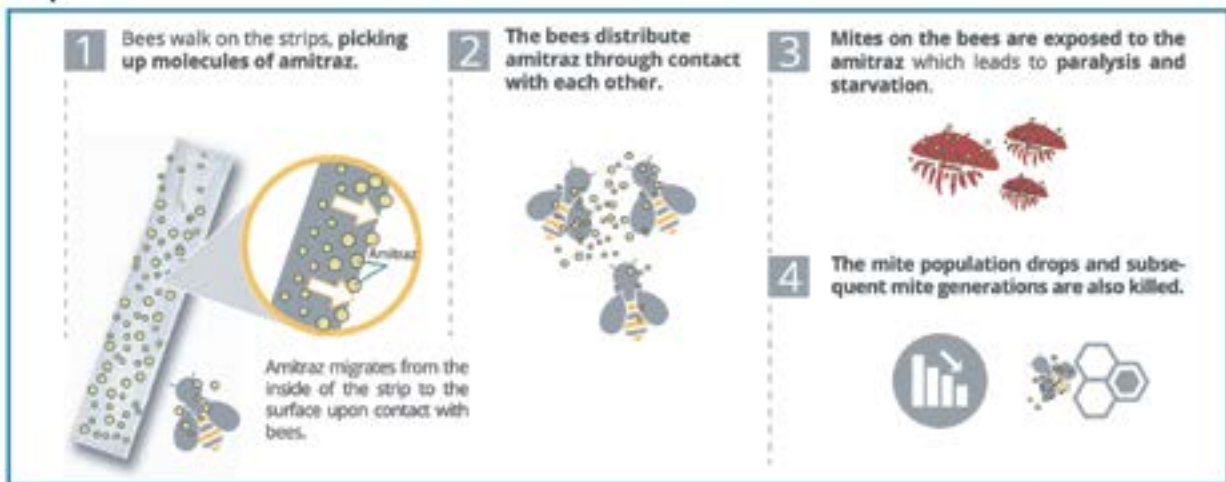 1
Bees walk on the strips, picking
up molecules of amitraz.
Amitraz
Amitraz migrates from the
inside of the strip to the
surface upon contact with
bees.
2
The bees distribute
amitraz through contact
with each other.
3
Mites on the bees are exposed to the
amitraz which leads to paralysis and
starvation.
4
The mite population drops and subse-
quent mite generations are also killed.